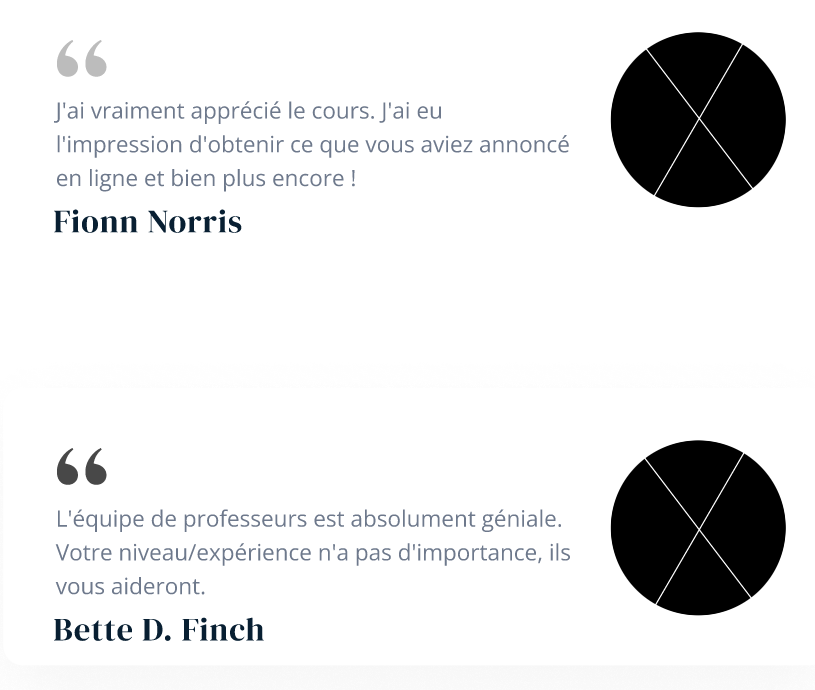 “
J'ai vraiment apprécié le cours. J'ai eu
l'impression d'obtenir ce que vous aviez annoncé
en ligne et bien plus encore !
Fionn Norris
“
L'équipe de professeurs est absolument géniale.
Votre niveau/expérience n'a pas d'importance, ils
vous aideront.
Bette D. Finch